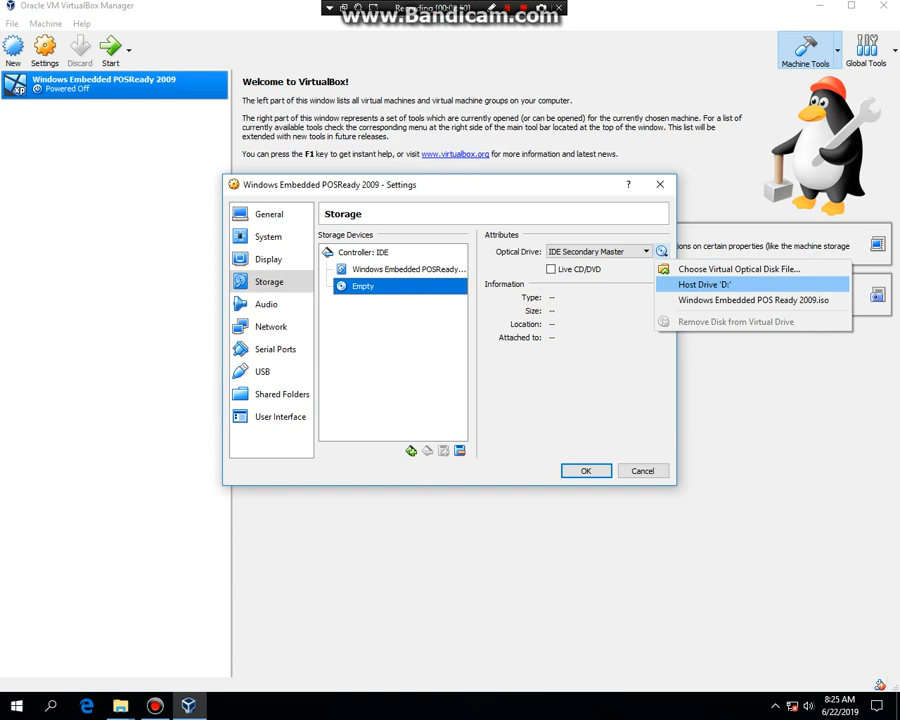 Oracle VM VirtualBox Manager
www.Bandicam.com
File Machine Help
New Settings Discard Start
Machine Tools Global Tools
Windows Embedded POSReady 2009
Powered Off
xp
Welcome to VirtualBox!
The left part of this window lists all virtual machines and virtual machine groups on your computer.
The right part of this window represents a set of tools which are currently opened (or can be opened) for the currently chosen machine. For a list of
currently available tools check the corresponding menu at the right side of the main tool bar located at the top of the window. This list will be
extended with new tools in future releases.
You can press the F1 key to get instant help, or visit www.virtualbox.org for more information and latest news.
Windows Embedded POSReady 2009 - Settings
?
General
System
Display
Storage
Audio
Network
Serial Ports
USB
Shared Folders
User Interface
Storage
Storage Devices
Controller: IDE
Windows Embedded POSReady...
Empty
Attributes
Optical Drive: IDE Secondary Master
Live CD/DVD
Information
Type: --
Size: --
Location: --
Attached to: --
ons on certain properties (like the machine storage
Choose Virtual Optical Disk File...
Host Drive 'D:'
Windows Embedded POS Ready 2009.iso
Remove Disk from Virtual Drive
OK Cancel
8:25 AM
6/22/2019